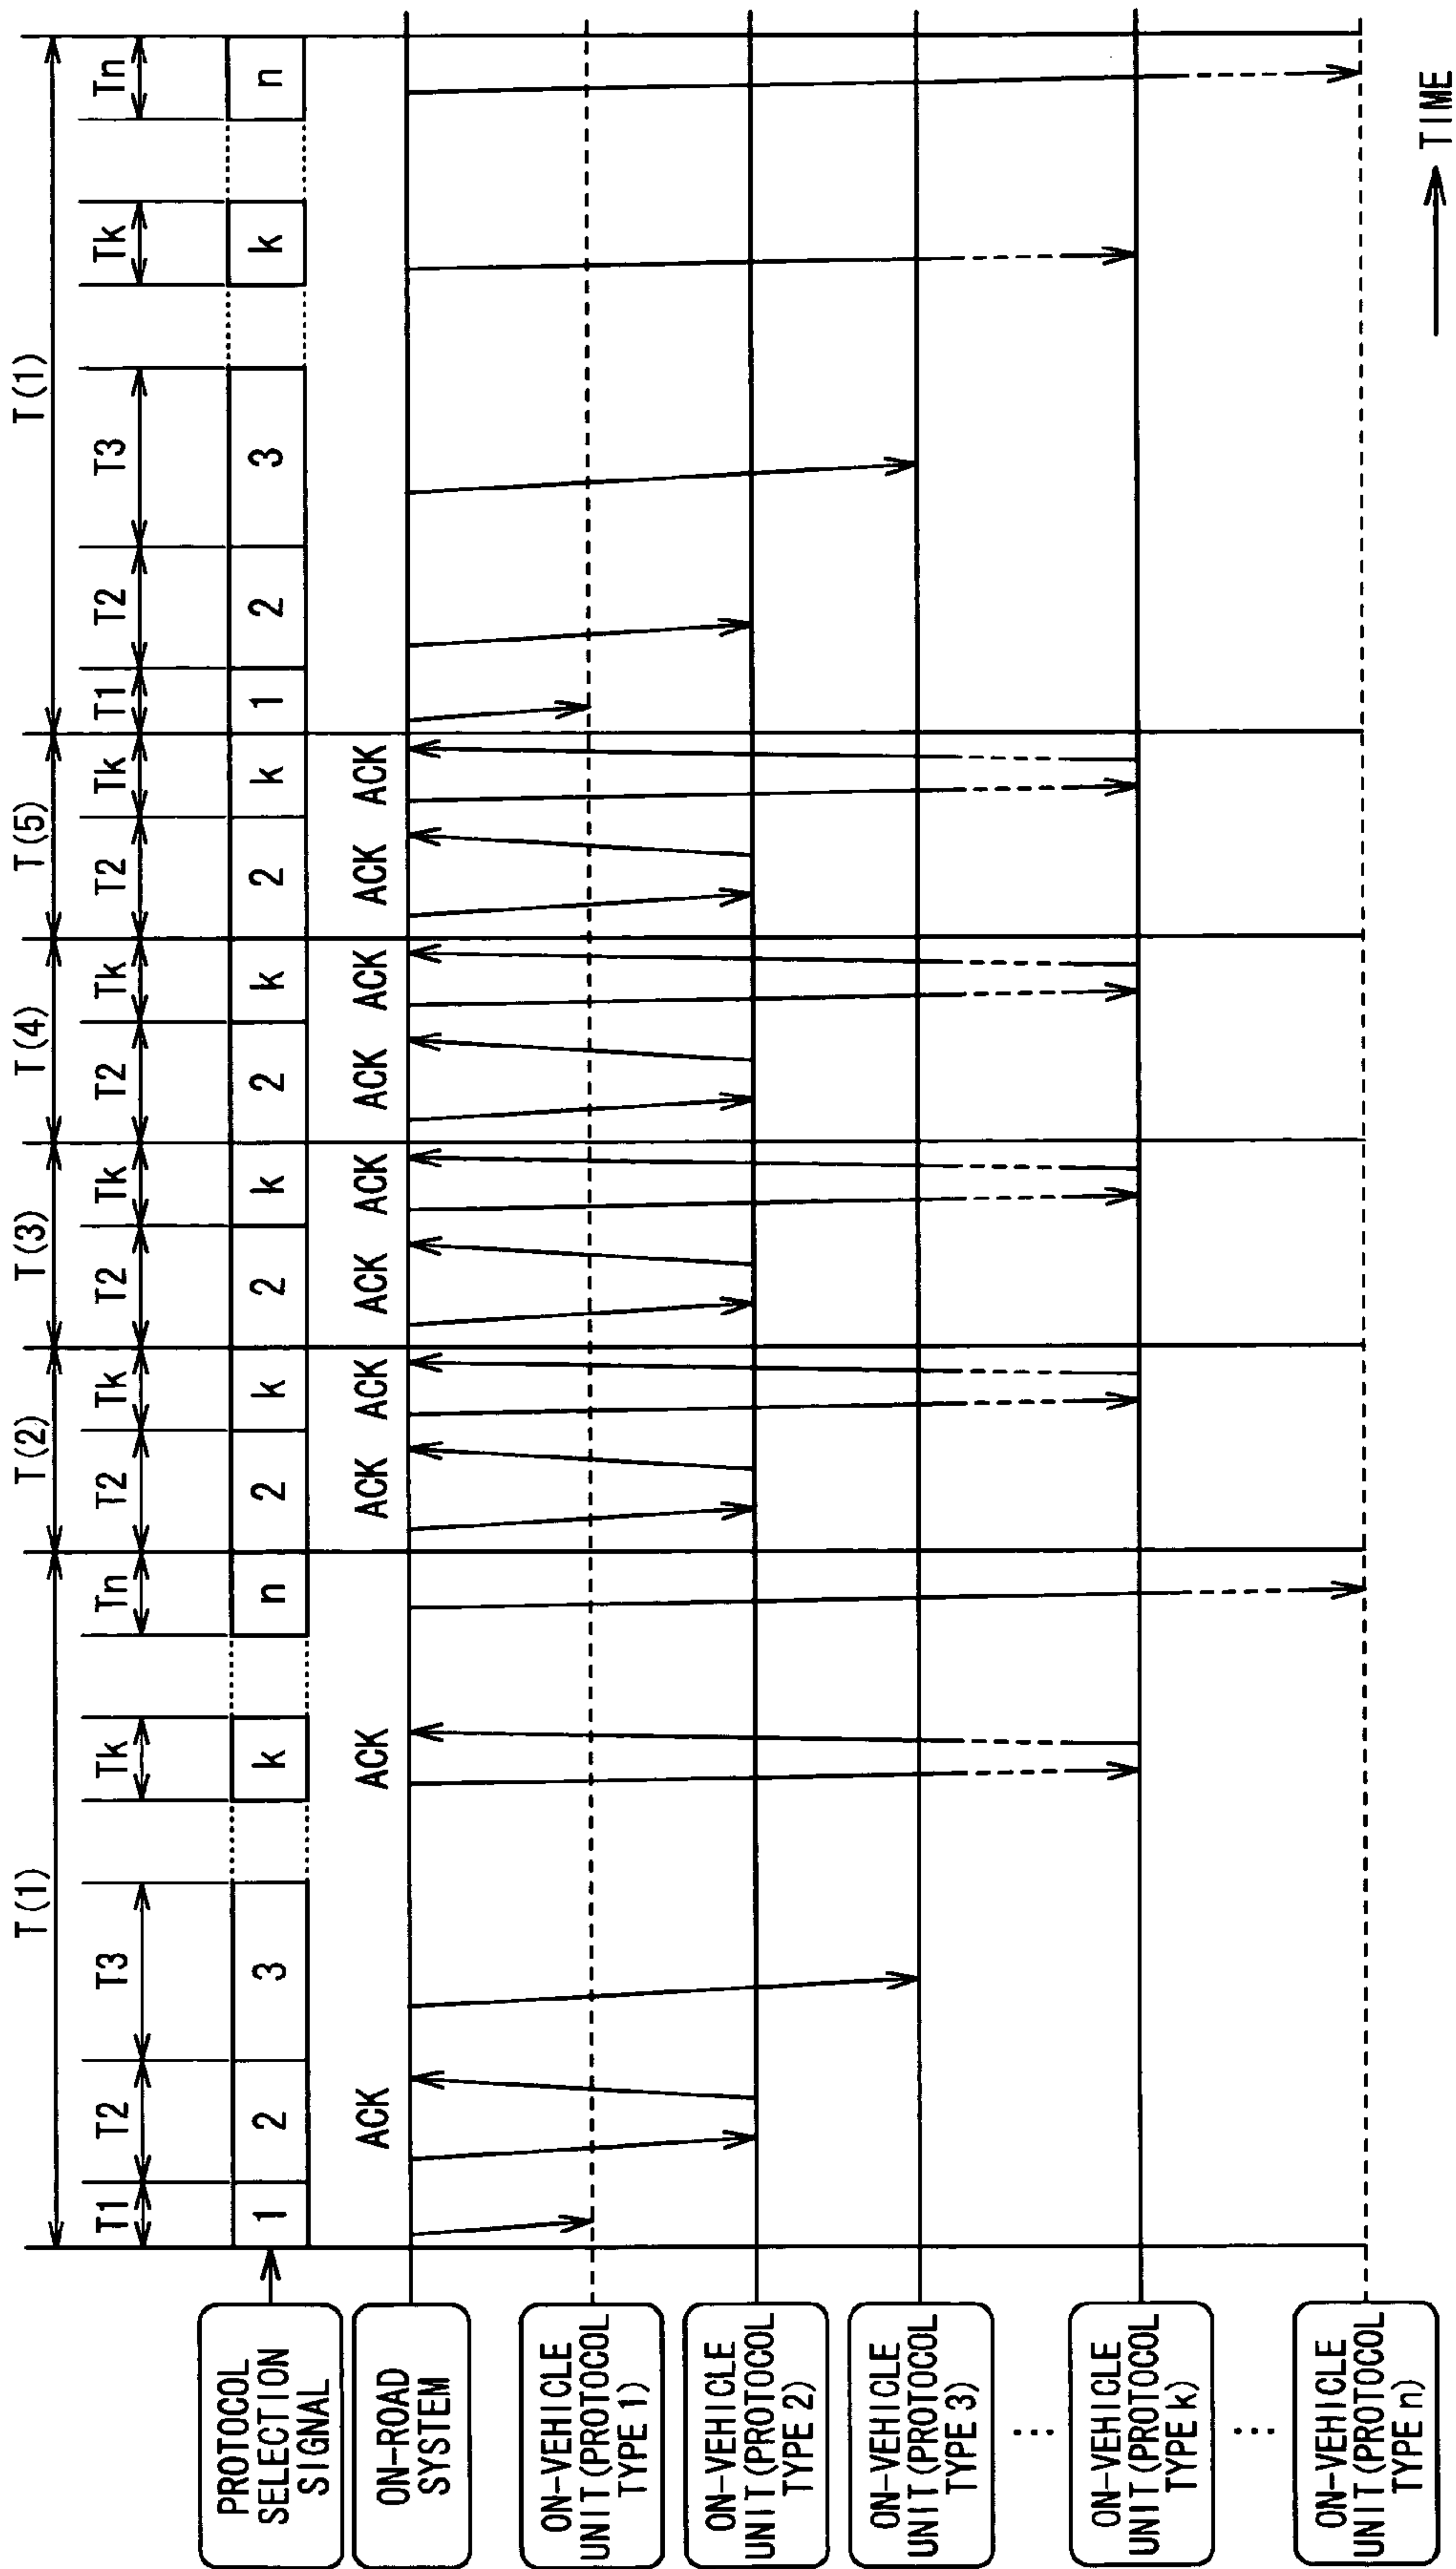 T(1) T(2) T(3) T(4) T(5) T(1)
T1 T2 T3 Tk Tn T2 Tk T2 Tk T2 Tk T2 Tk T1 T2 T3 Tk Tn
PROTOCOL
SELECTION
SIGNAL
1 2 3 k n 2 k 2 k 2 k 2 k 1 2 3 k n
ACK ACK ACK ACK ACK ACK ACK ACK ACK ACK
ON-ROAD
SYSTEM
ON-VEHICLE
UNIT(PROTOCOL
TYPE 1)
ON-VEHICLE
UNIT(PROTOCOL
TYPE 2)
ON-VEHICLE
UNIT(PROTOCOL
TYPE 3)
...
ON-VEHICLE
UNIT(PROTOCOL
TYPE k)
...
ON-VEHICLE
UNIT(PROTOCOL
TYPE n)
TIME